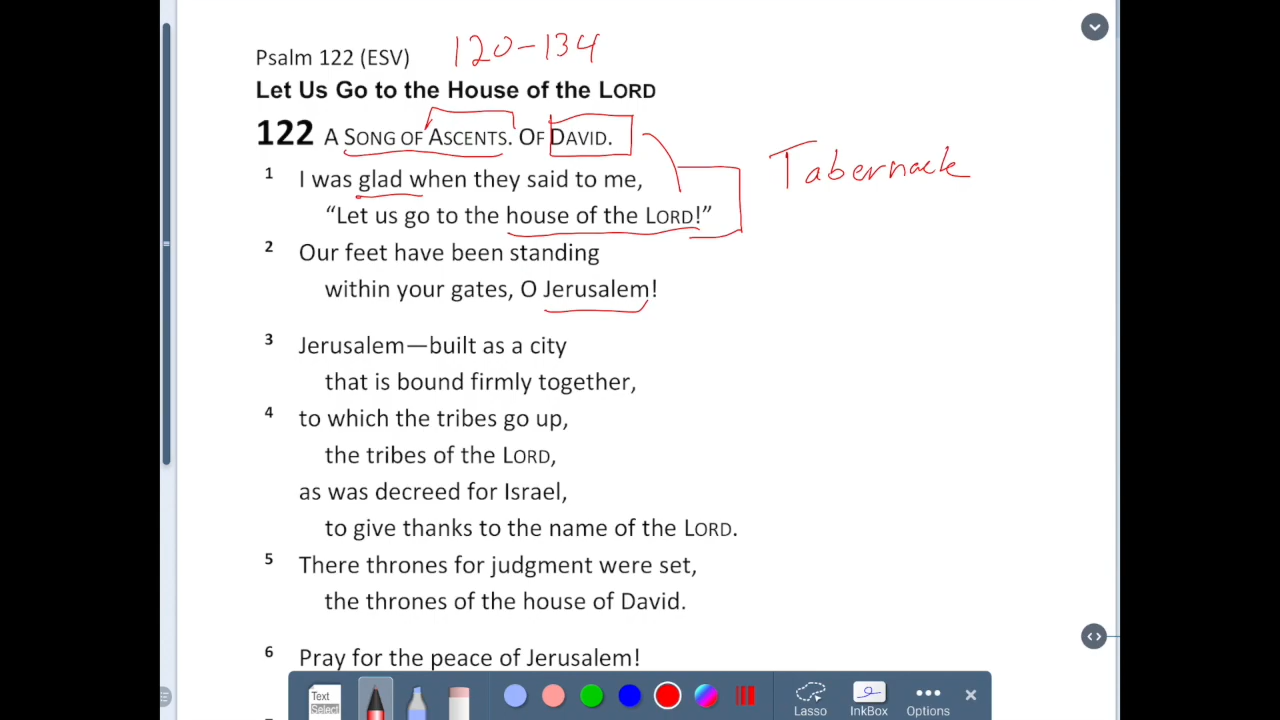 Psalm 122 (ESV) 120-134
Let Us Go to the House of the LORD
122 A SONG OF ASCENTS. OF DAVID.
1 I was glad when they said to me,
Tabernacle
“Let us go to the house of the LORD!”
2 Our feet have been standing
within your gates, O Jerusalem!
3 Jerusalem—built as a city
that is bound firmly together,
4 to which the tribes go up,
the tribes of the LORD,
as was decreed for Israel,
to give thanks to the name of the LORD.
5 There thrones for judgment were set,
the thrones of the house of David.
6 Pray for the peace of Jerusalem!
Text
Select
Lasso InkBox Options